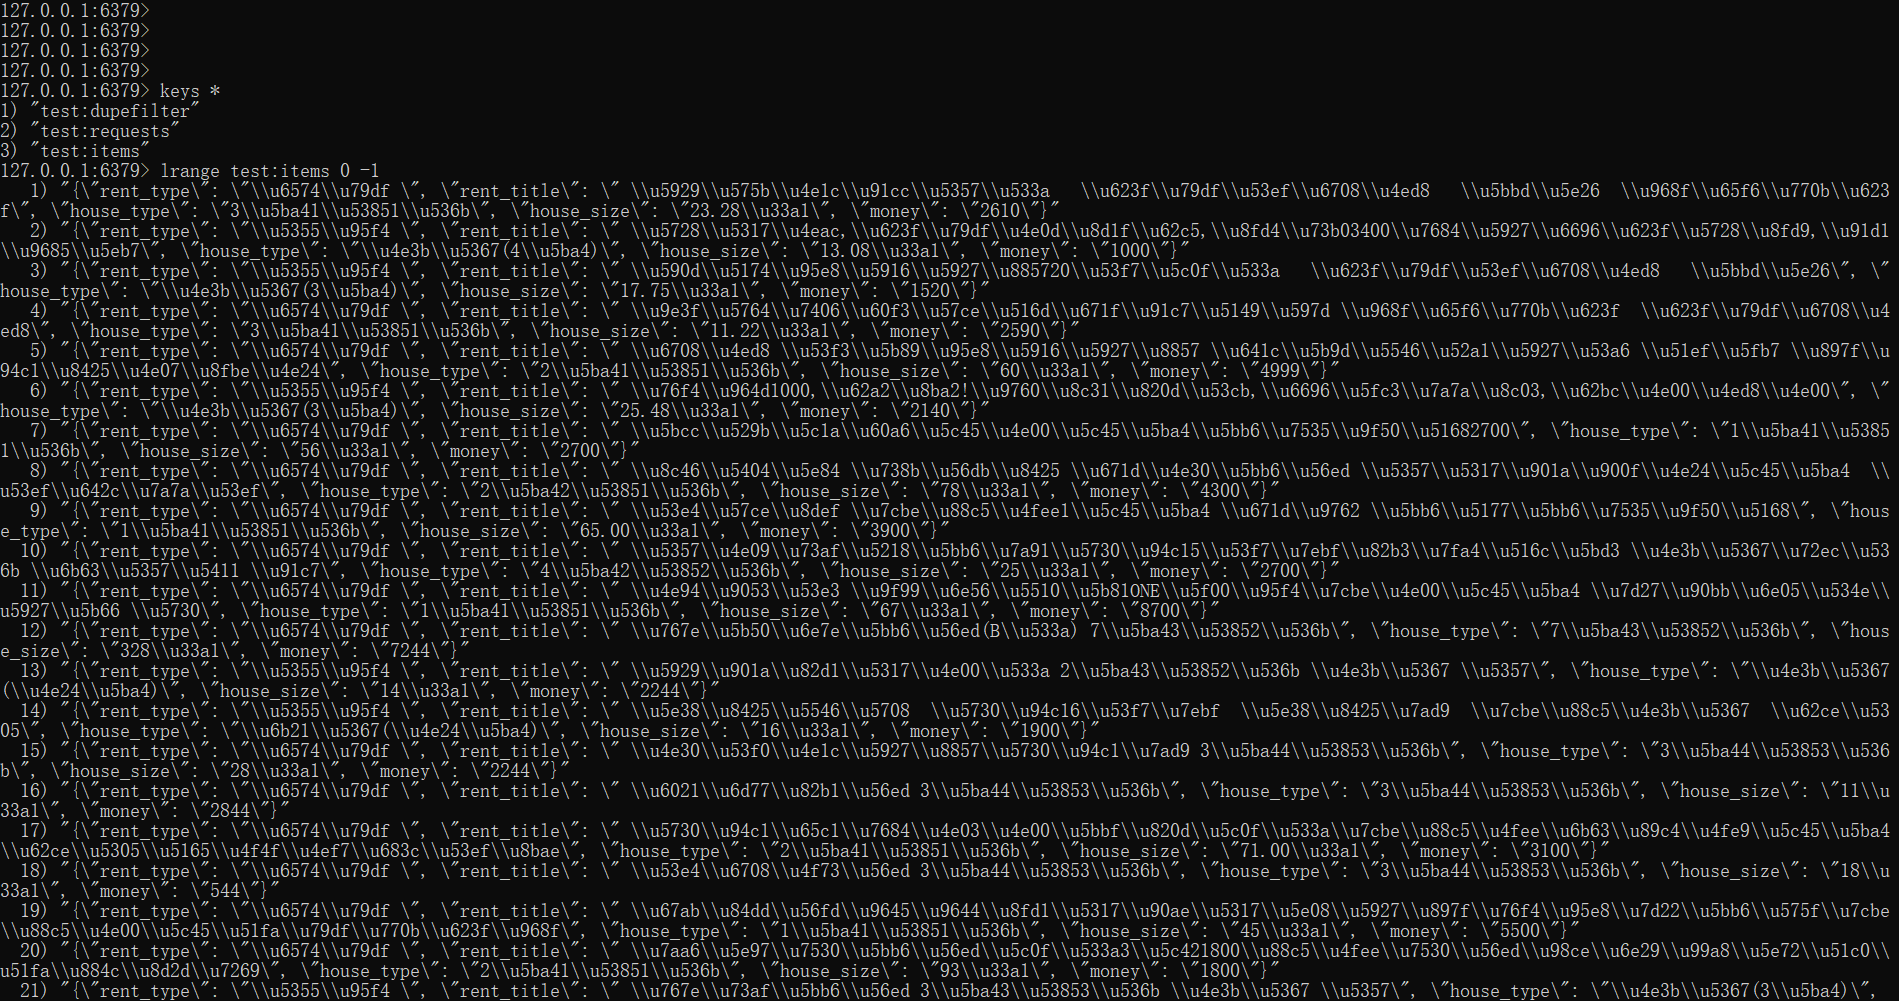 127.0.0.1:6379>
127.0.0.1:6379>
127.0.0.1:6379>
127.0.0.1:6379>
127.0.0.1:6379> keys *
1) "test:dupefilter"
2) "test:requests"
3) "test:items"
127.0.0.1:6379> lrange test:items 0 -1
1) "{\"rent_type\": \"\\u6574\\u79df \", \"rent_title\": \" \\u5929\\u575b\\u4e1c\\u91cc\\u5357\\u533a   \\u623f\\u79df\\u53ef\\u6708\\u4ed8   \\u5bbd\\u5e26  \\u968f\\u65f6\\u770b\\u623
f\", \"house_type\": \"3\\u5ba41\\u53851\\u536b\", \"house_size\": \"23.28\\u33a1\", \"money\": \"2610\"}"
2) "{\"rent_type\": \"\\u5355\\u95f4 \", \"rent_title\": \" \\u5728\\u5317\\u4eac,\\u623f\\u79df\\u4e0d\\u8d1f\\u62c5,\\u8fd4\\u73b03400\\u7684\\u5927\\u6696\\u623f\\u5728\\u8fd9,\\u91d1
\\u9685\\u5eb7\", \"house_type\": \"\\u4e3b\\u5367(4\\u5ba4)\", \"house_size\": \"13.08\\u33a1\", \"money\": \"1000\"}"
3) "{\"rent_type\": \"\\u5355\\u95f4 \", \"rent_title\": \" \\u590d\\u5174\\u95e8\\u5916\\u5927\\u885720\\u53f7\\u5c0f\\u533a   \\u623f\\u79df\\u53ef\\u6708\\u4ed8   \\u5bbd\\u5e26\", \"
house_type\": \"\\u4e3b\\u5367(3\\u5ba4)\", \"house_size\": \"17.75\\u33a1\", \"money\": \"1520\"}"
4) "{\"rent_type\": \"\\u6574\\u79df \", \"rent_title\": \" \\u9e3f\\u5764\\u7406\\u60f3\\u57ce\\u516d\\u671f\\u91c7\\u5149\\u597d \\u968f\\u65f6\\u770b\\u623f  \\u623f\\u79df\\u6708\\u4
ed8\", \"house_type\": \"3\\u5ba41\\u53851\\u536b\", \"house_size\": \"11.22\\u33a1\", \"money\": \"2590\"}"
5) "{\"rent_type\": \"\\u6574\\u79df \", \"rent_title\": \" \\u6708\\u4ed8 \\u53f3\\u5b89\\u95e8\\u5916\\u5927\\u8857 \\u641c\\u5b9d\\u5546\\u52a1\\u5927\\u53a6 \\u51ef\\u5fb7 \\u897f\\u
94c1\\u8425\\u4e07\\u8fbe\\u4e24\", \"house_type\": \"2\\u5ba41\\u53851\\u536b\", \"house_size\": \"60\\u33a1\", \"money\": \"4999\"}"
6) "{\"rent_type\": \"\\u5355\\u95f4 \", \"rent_title\": \" \\u76f4\\u964d1000,\\u62a2\\u8ba2!\\u9760\\u8c31\\u820d\\u53cb,\\u6696\\u5fc3\\u7a7a\\u8c03,\\u62bc\\u4e00\\u4ed8\\u4e00\", \"
house_type\": \"\\u4e3b\\u5367(3\\u5ba4)\", \"house_size\": \"25.48\\u33a1\", \"money\": \"2140\"}"
7) "{\"rent_type\": \"\\u6574\\u79df \", \"rent_title\": \" \\u5bcc\\u529b\\u5c1a\\u60a6\\u5c45\\u4e00\\u5c45\\u5ba4\\u5bb6\\u7535\\u9f50\\u51682700\", \"house_type\": \"1\\u5ba41\\u5385
1\\u536b\", \"house_size\": \"56\\u33a1\", \"money\": \"2700\"}"
8) "{\"rent_type\": \"\\u6574\\u79df \", \"rent_title\": \" \\u8c46\\u5404\\u5e84 \\u738b\\u56db\\u8425 \\u671d\\u4e30\\u5bb6\\u56ed \\u5357\\u5317\\u901a\\u900f\\u4e24\\u5c45\\u5ba4  \\
u53ef\\u642c\\u7a7a\\u53ef\", \"house_type\": \"2\\u5ba42\\u53851\\u536b\", \"house_size\": \"78\\u33a1\", \"money\": \"4300\"}"
9) "{\"rent_type\": \"\\u6574\\u79df \", \"rent_title\": \" \\u53e4\\u57ce\\u8def \\u7cbe\\u88c5\\u4fee1\\u5c45\\u5ba4 \\u671d\\u9762 \\u5bb6\\u5177\\u5bb6\\u7535\\u9f50\\u5168\", \"hous
e_type\": \"1\\u5ba41\\u53851\\u536b\", \"house_size\": \"65.00\\u33a1\", \"money\": \"3900\"}"
10) "{\"rent_type\": \"\\u6574\\u79df \", \"rent_title\": \" \\u5357\\u4e09\\u73af\\u5218\\u5bb6\\u7a91\\u5730\\u94c15\\u53f7\\u7ebf\\u82b3\\u7fa4\\u516c\\u5bd3 \\u4e3b\\u5367\\u72ec\\u53
6b \\u6b63\\u5357\\u5411 \\u91c7\", \"house_type\": \"4\\u5ba42\\u53852\\u536b\", \"house_size\": \"25\\u33a1\", \"money\": \"2700\"}"
11) "{\"rent_type\": \"\\u6574\\u79df \", \"rent_title\": \" \\u4e94\\u9053\\u53e3 \\u9f99\\u6e56\\u5510\\u5b81ONE\\u5f00\\u95f4\\u7cbe\\u4e00\\u5c45\\u5ba4 \\u7d27\\u90bb\\u6e05\\u534e\\
u5927\\u5b66 \\u5730\", \"house_type\": \"1\\u5ba41\\u53851\\u536b\", \"house_size\": \"67\\u33a1\", \"money\": \"8700\"}"
12) "{\"rent_type\": \"\\u6574\\u79df \", \"rent_title\": \" \\u767e\\u5b50\\u6e7e\\u5bb6\\u56ed(B\\u533a) 7\\u5ba43\\u53852\\u536b\", \"house_type\": \"7\\u5ba43\\u53852\\u536b\", \"hous
e_size\": \"328\\u33a1\", \"money\": \"7244\"}"
13) "{\"rent_type\": \"\\u5355\\u95f4 \", \"rent_title\": \" \\u5929\\u901a\\u82d1\\u5317\\u4e00\\u533a 2\\u5ba43\\u53852\\u536b \\u4e3b\\u5367 \\u5357\", \"house_type\": \"\\u4e3b\\u5367
(\\u4e24\\u5ba4)\", \"house_size\": \"14\\u33a1\", \"money\": \"2244\"}"
14) "{\"rent_type\": \"\\u5355\\u95f4 \", \"rent_title\": \" \\u5e38\\u8425\\u5546\\u5708  \\u5730\\u94c16\\u53f7\\u7ebf  \\u5e38\\u8425\\u7ad9  \\u7cbe\\u88c5\\u4e3b\\u5367  \\u62ce\\u53
05\", \"house_type\": \"\\u6b21\\u5367(\\u4e24\\u5ba4)\", \"house_size\": \"16\\u33a1\", \"money\": \"1900\"}"
15) "{\"rent_type\": \"\\u6574\\u79df \", \"rent_title\": \" \\u4e30\\u53f0\\u4e1c\\u5927\\u8857\\u5730\\u94c1\\u7ad9 3\\u5ba44\\u53853\\u536b\", \"house_type\": \"3\\u5ba44\\u53853\\u536
b\", \"house_size\": \"28\\u33a1\", \"money\": \"2244\"}"
16) "{\"rent_type\": \"\\u6574\\u79df \", \"rent_title\": \" \\u6021\\u6d77\\u82b1\\u56ed 3\\u5ba44\\u53853\\u536b\", \"house_type\": \"3\\u5ba44\\u53853\\u536b\", \"house_size\": \"11\\u
33a1\", \"money\": \"2844\"}"
17) "{\"rent_type\": \"\\u6574\\u79df \", \"rent_title\": \" \\u5730\\u94c1\\u65c1\\u7684\\u4e03\\u4e00\\u5bbf\\u820d\\u5c0f\\u533a\\u7cbe\\u88c5\\u4fee\\u6b63\\u89c4\\u4fe9\\u5c45\\u5ba4
\\u62ce\\u5305\\u5165\\u4f4f\\u4ef7\\u683c\\u53ef\\u8bae\", \"house_type\": \"2\\u5ba41\\u53851\\u536b\", \"house_size\": \"71.00\\u33a1\", \"money\": \"3100\"}"
18) "{\"rent_type\": \"\\u6574\\u79df \", \"rent_title\": \" \\u53e4\\u6708\\u4f73\\u56ed 3\\u5ba44\\u53853\\u536b\", \"house_type\": \"3\\u5ba44\\u53853\\u536b\", \"house_size\": \"18\\u
33a1\", \"money\": \"544\"}"
19) "{\"rent_type\": \"\\u6574\\u79df \", \"rent_title\": \" \\u67ab\\u84dd\\u56fd\\u9645\\u9644\\u8fd1\\u5317\\u90ae\\u5317\\u5e08\\u5927\\u897f\\u76f4\\u95e8\\u7d22\\u5bb6\\u575f\\u7cbe
\\u88c5\\u4e00\\u5c45\\u51fa\\u79df\\u770b\\u623f\\u968f\", \"house_type\": \"1\\u5ba41\\u53851\\u536b\", \"house_size\": \"45\\u33a1\", \"money\": \"5500\"}"
20) "{\"rent_type\": \"\\u6574\\u79df \", \"rent_title\": \" \\u7aa6\\u5e97\\u7530\\u5bb6\\u56ed\\u5c0f\\u533a3\\u5c421800\\u88c5\\u4fee\\u7530\\u56ed\\u98ce\\u6e29\\u99a8\\u5e72\\u51c0\\
u51fa\\u884c\\u8d2d\\u7269\", \"house_type\": \"2\\u5ba41\\u53851\\u536b\", \"house_size\": \"93\\u33a1\", \"money\": \"1800\"}"
21) "{\"rent_type\": \"\\u5355\\u95f4 \", \"rent_title\": \" \\u767e\\u73af\\u5bb6\\u56ed 3\\u5ba43\\u53853\\u536b \\u4e3b\\u5367 \\u5357\", \"house_type\": \"\\u4e3b\\u5367(3\\u5ba4)\",